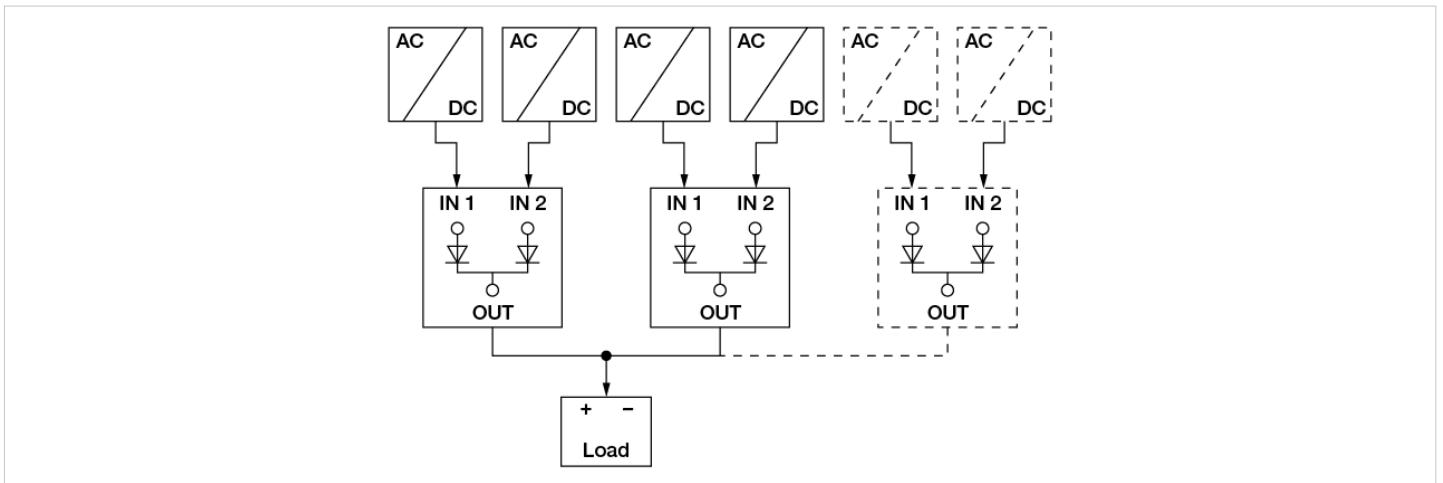 AC AC AC AC AC AC
DC DC DC DC DC DC
IN 1 IN 2 IN 1 IN 2 IN 1 IN 2
OUT OUT OUT
+ −
Load